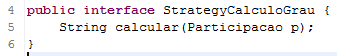 4 public interface StrategyCalculoGrau {
5     String calcular(Participacao p);
6 }